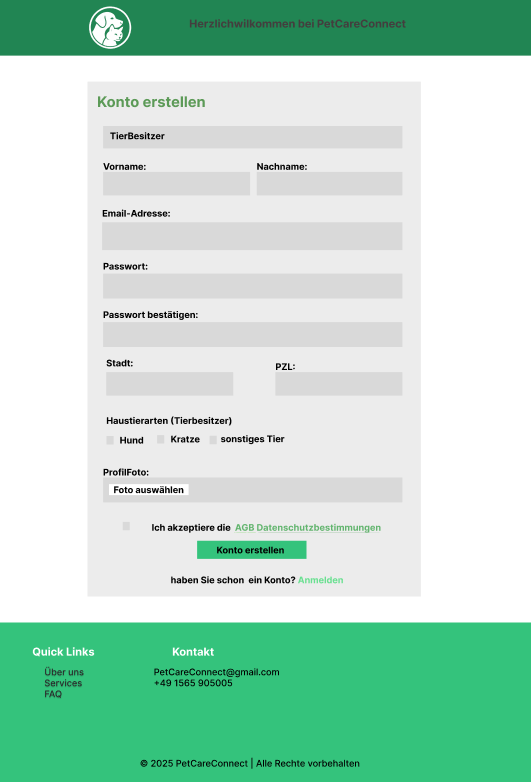 Herzlichwilkommen bei PetCareConnect
Konto erstellen
TierBesitzer
Vorname: Nachname:
Email-Adresse:
Passwort:
Passwort bestätigen:
Stadt: PZL:
Haustierarten (Tierbesitzer)
Hund Kratze sonstiges Tier
ProfilFoto:
Foto auswählen
Ich akzeptiere die AGB Datenschutzbestimmungen
Konto erstellen
haben Sie schon ein Konto? Anmelden
Quick Links Kontakt
Über uns PetCareConnect@gmail.com
Services +49 1565 905005
FAQ
© 2025 PetCareConnect | Alle Rechte vorbehalten